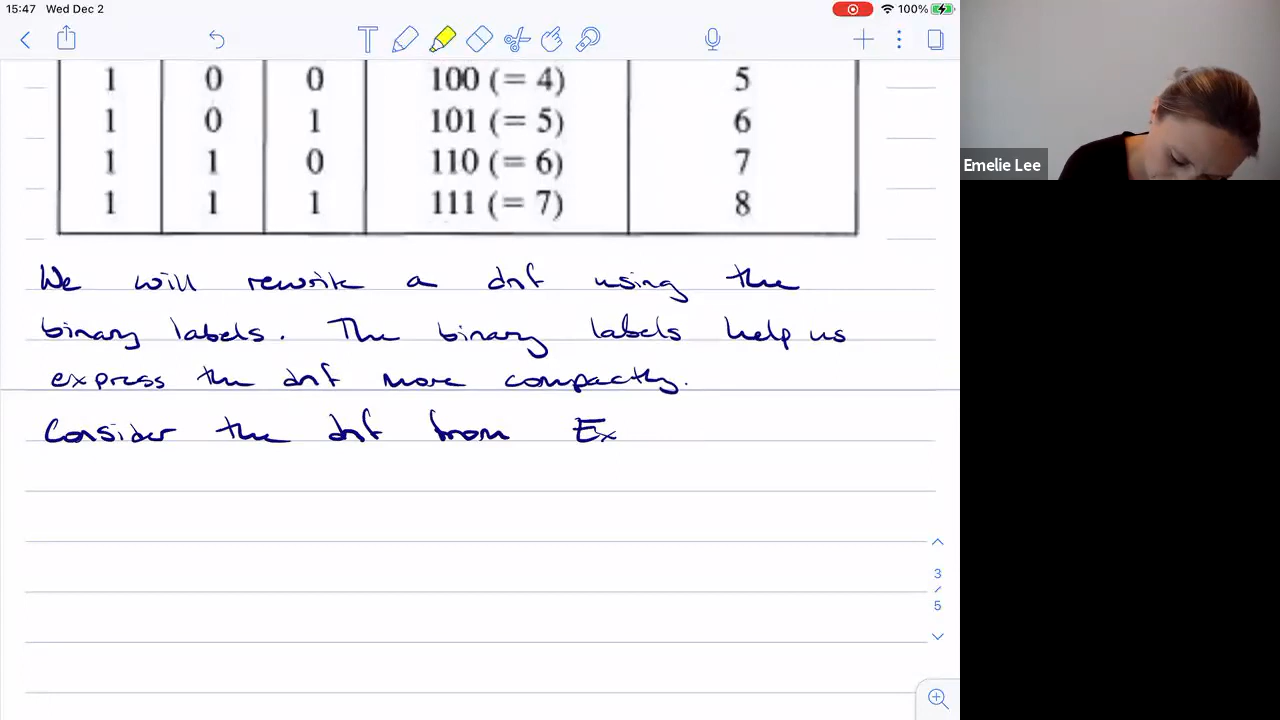 15:47 Wed Dec 2
100%
T
1 0 0 100 (= 4) 5
1 0 1 101 (= 5) 6
1 1 0 110 (= 6) 7
1 1 1 111 (= 7) 8
Emelie Lee
We will rewrite a dnf using the
binary labels. The binary labels help us
express the dnf more compactly.
Consider the dnf from Ex
3
/
5